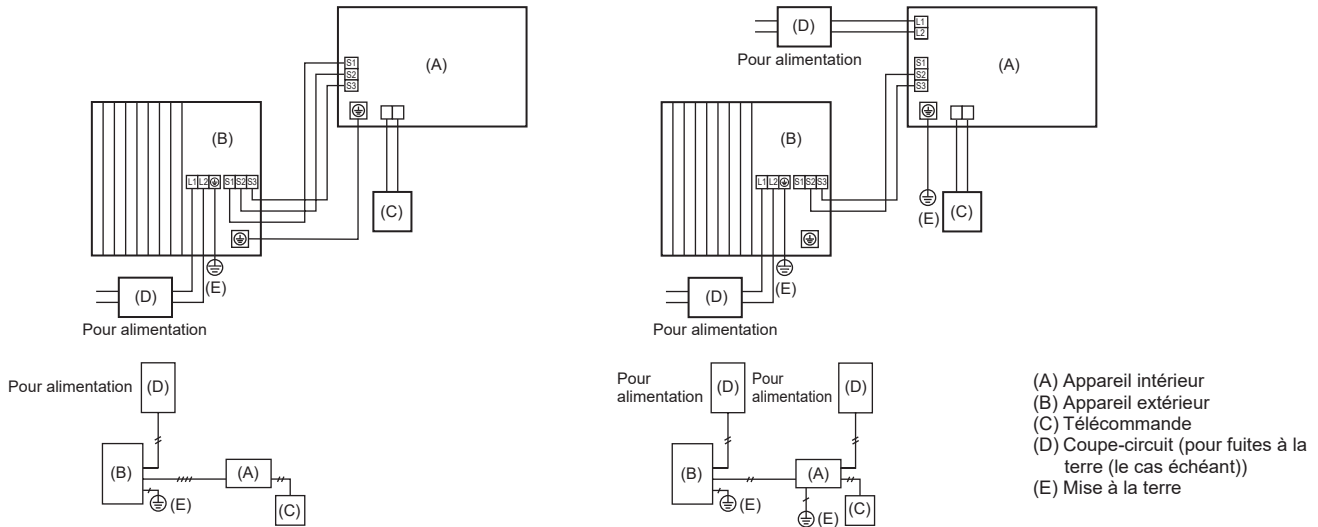 (A)
S1
S2
S3
(B)
L1 L2 S1 S2 S3
(C)
(D)
(E)
Pour alimentation
(D)
L1
L2
Pour alimentation
S1
S2
S3
(A)
(B)
L1 L2 S1 S2 S3
(E)
(C)
(D)
(E)
Pour alimentation
Pour alimentation
(D)
(B)
(A)
(E)
(C)
Pour
alimentation
(D)
Pour
alimentation
(D)
(B)
(A)
(E)
(E)
(C)
(A) Appareil intérieur
(B) Appareil extérieur
(C) Télécommande
(D) Coupe-circuit (pour fuites à la
terre (le cas échéant))
(E) Mise à la terre